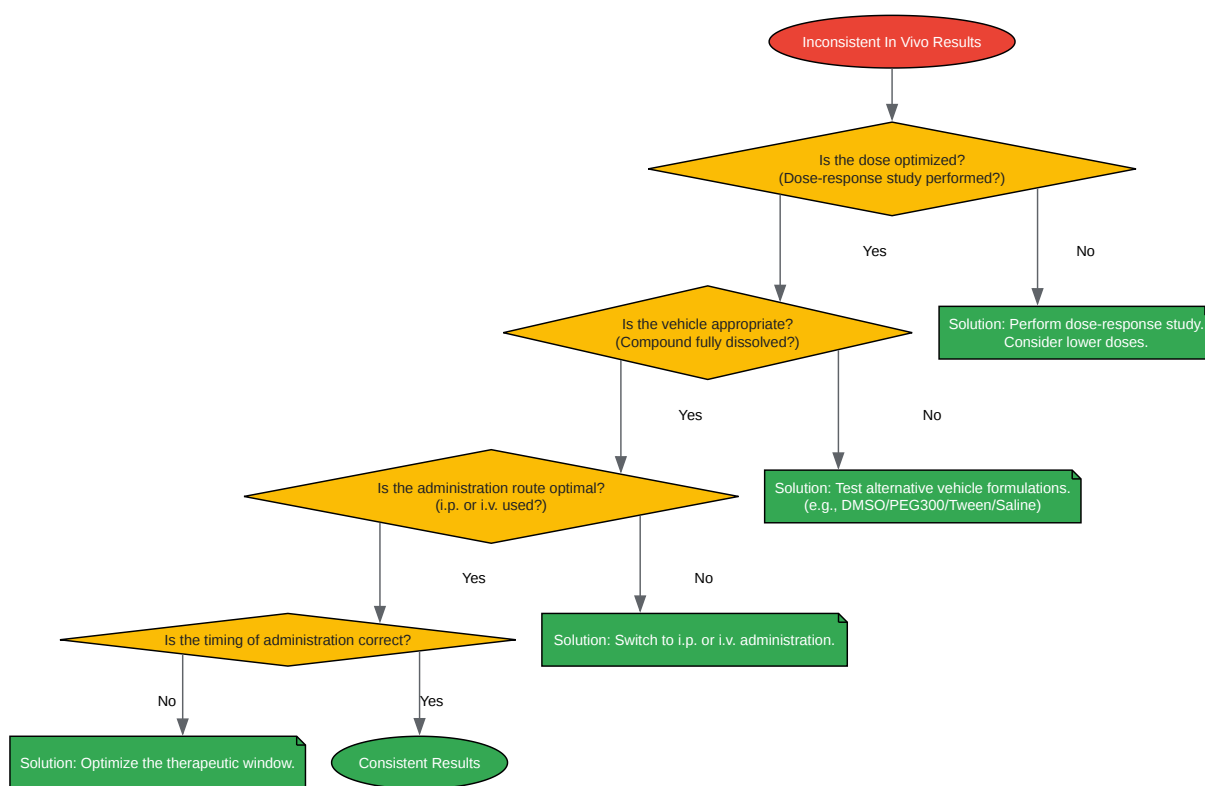 Inconsistent In Vivo Results
Is the dose optimized?
(Dose-response study performed?)
Yes
No
Is the vehicle appropriate?
(Compound fully dissolved?)
Solution: Perform dose-response study.
Consider lower doses.
Yes
No
Is the administration route optimal?
(i.p. or i.v. used?)
Solution: Test alternative vehicle formulations.
(e.g., DMSO/PEG300/Tween/Saline)
Yes
No
Is the timing of administration correct?
Solution: Switch to i.p. or i.v. administration.
No
Yes
Solution: Optimize the therapeutic window.
Consistent Results